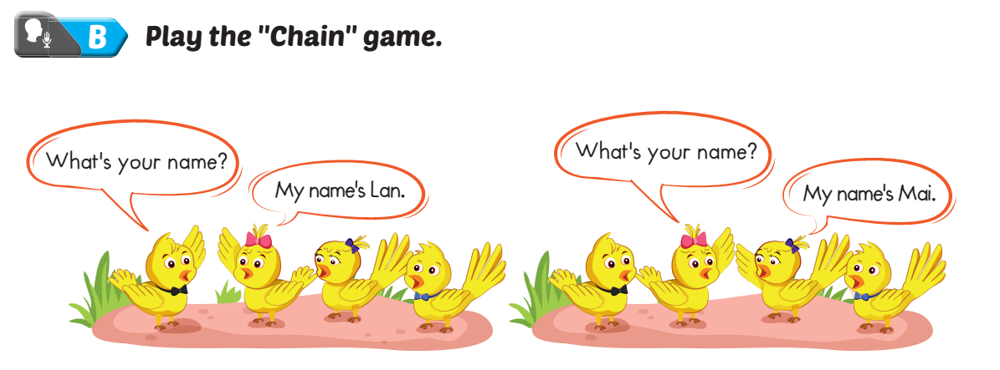 B Play the "Chain" game.
What's your name?
My name's Lan.
What's your name?
My name's Mai.